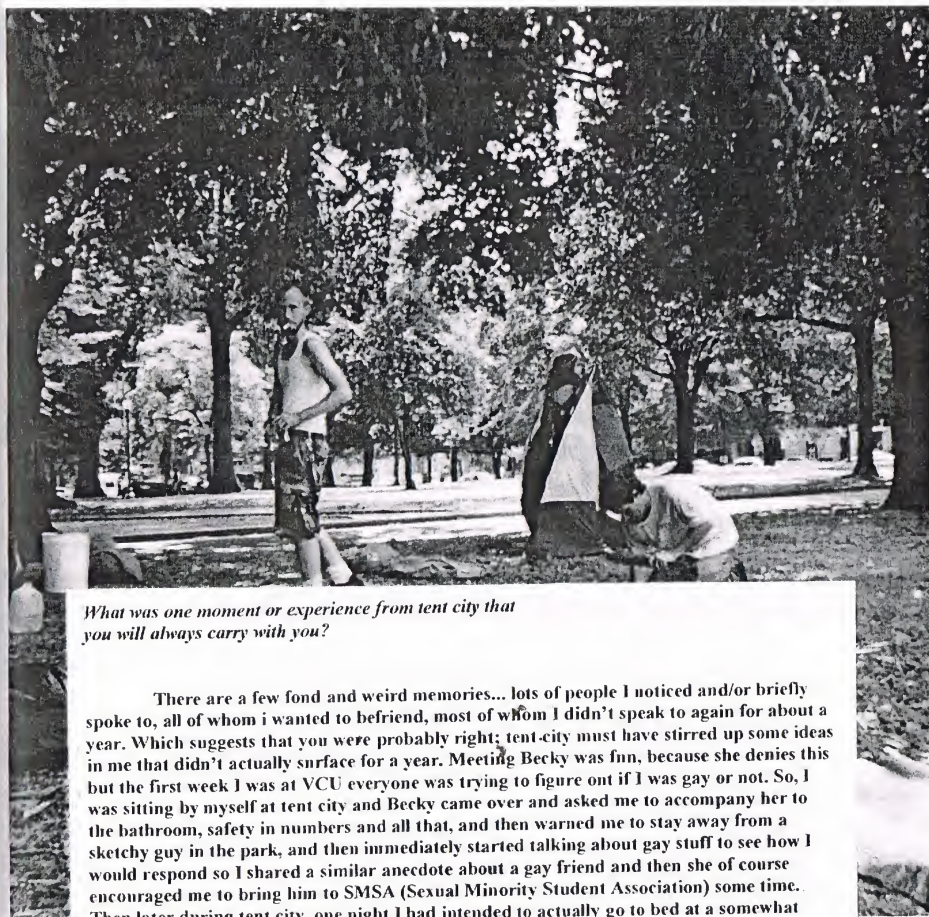 What was one moment or experience from tent city that
you will always carry with you?
There are a few fond and weird memories... lots of people I noticed and/or briefly
spoke to, all of whom i wanted to befriend, most of whom I didn't speak to again for about a
year. Which suggests that you were probably right; tent-city must have stirred up some ideas
in me that didn't actually surface for a year. Meeting Becky was fun, because she denies this
but the first week I was at VCU everyone was trying to figure out if I was gay or not. So, I
was sitting by myself at tent city and Becky came over and asked me to accompany her to
the bathroom, safety in numbers and all that, and then warned me to stay away from a
sketchy guy in the park, and then immediately started talking about gay stuff to see how I
would respond so I shared a similar anecdote about a gay friend and then she of course
encouraged me to bring him to SMSA (Sexual Minority Student Association) some time.
Then later during tent city, one night I had intended to actually go to bed at a somewhat